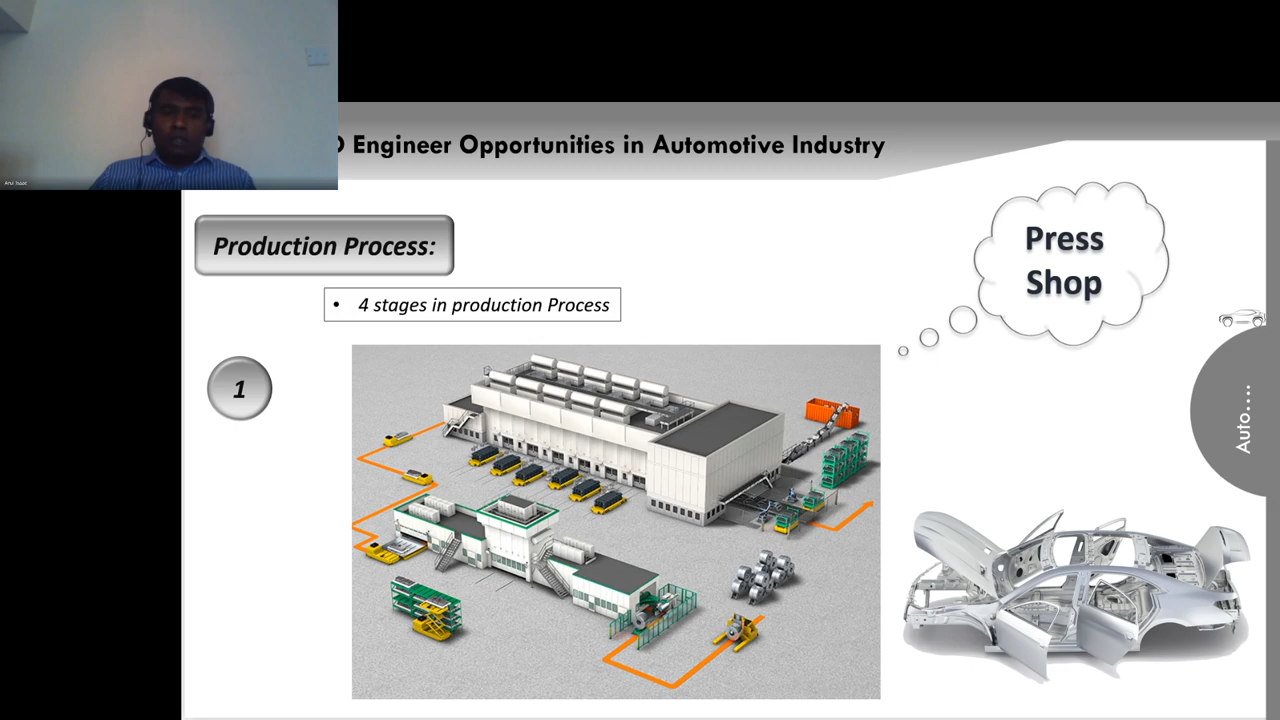 Engineer Opportunities in Automotive Industry
Production Process:
• 4 stages in production Process
Press
Shop
1
Auto....